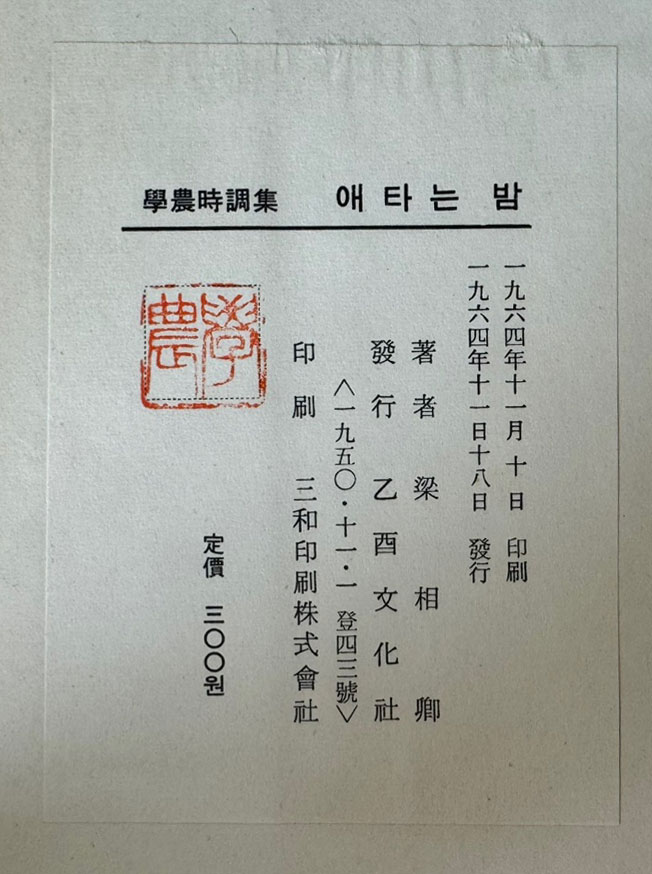 學農時調集 애타는 밤
一九六四年十一月 十 日 印刷
一九六四年十一日十八日 發行
著者 梁相卿
發行 乙酉文化社
〈一九五〇·十一·一 登四三號〉
印刷 三和印刷株式會社
學農
定價 三〇〇원